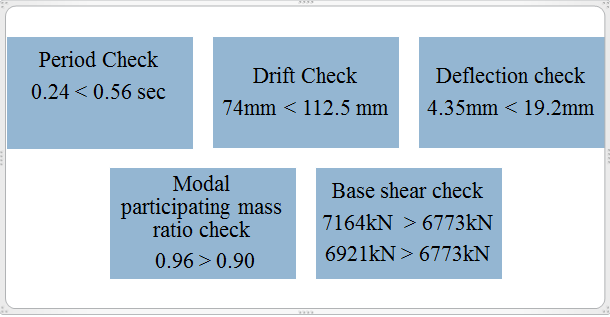 Period Check
0.24 < 0.56 sec
Drift Check
74mm < 112.5 mm
Deflection check
4.35mm < 19.2mm
Modal
participating mass
ratio check
0.96 > 0.90
Base shear check
7164kN > 6773kN
6921kN > 6773kN